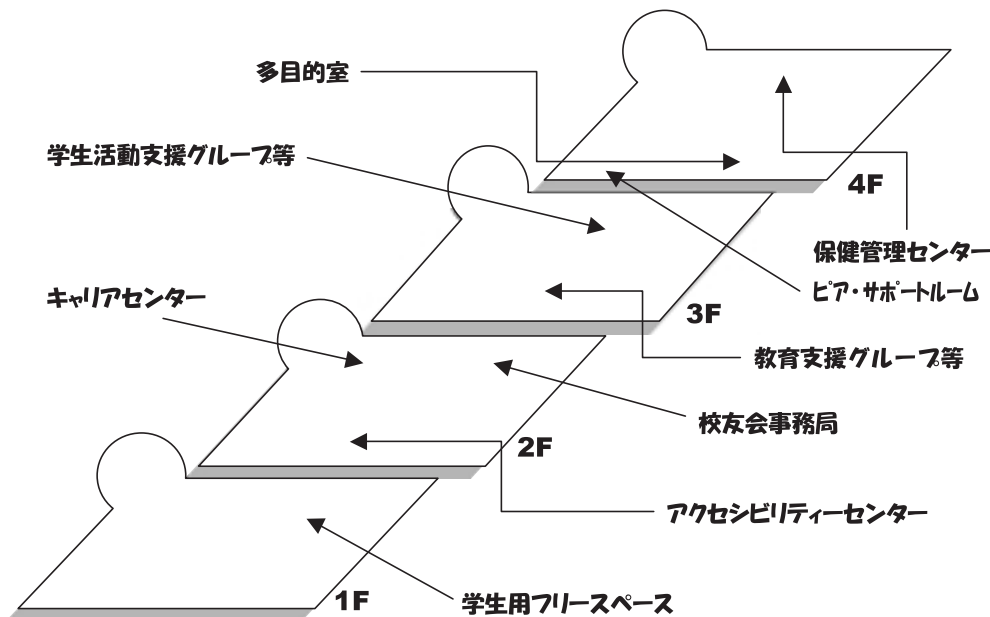 多目的室
学生活動支援グループ等
4F
保健管理センター
ピア・サポートルーム
キャリアセンター
3F
教育支援グループ等
校友会事務局
2F
アクセシビリティーセンター
1F
学生用フリースペース